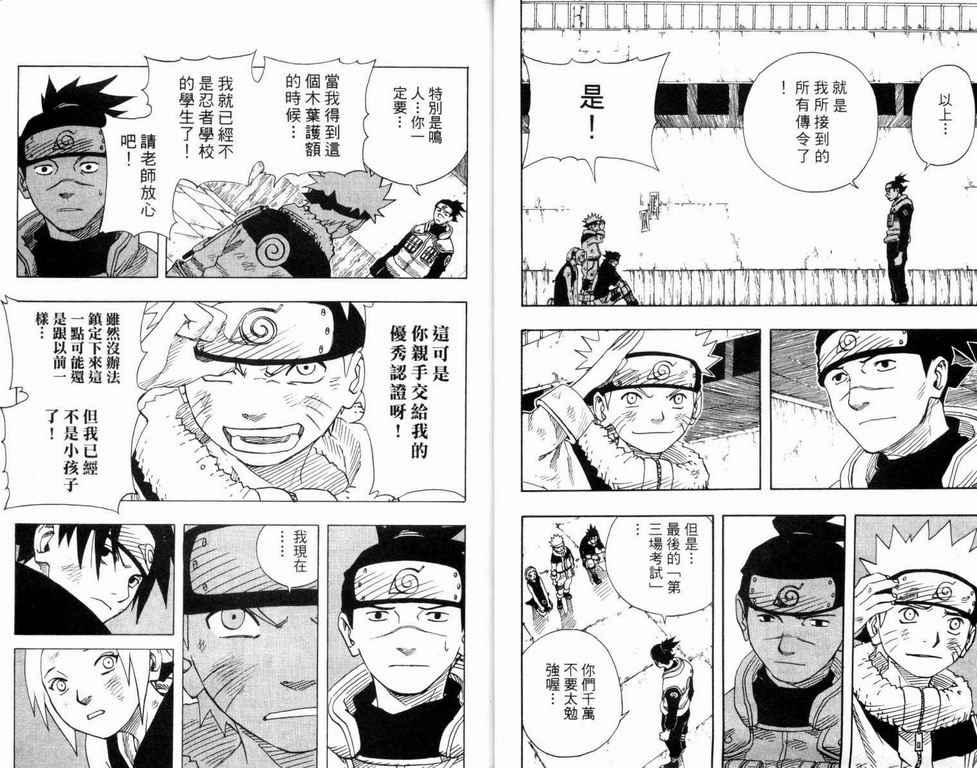 以上…
就是
我所接到的
所有傳令了
！
是！
但是…
最後的「第
三場考試」
你們千萬
不要太勉
強喔…
特別是鳴
人…你一
定要…
當我得到這
個木葉護額
的時候…
我就已經不
是忍者學校
的學生了！
請老師放心
吧！
這可是
你親手交給我的
優秀認證呀！
雖然沒辦法
鎮定下來這
一點可能還
是跟以前一
樣…
但我已經
不是小孩子
了！
我現在
……